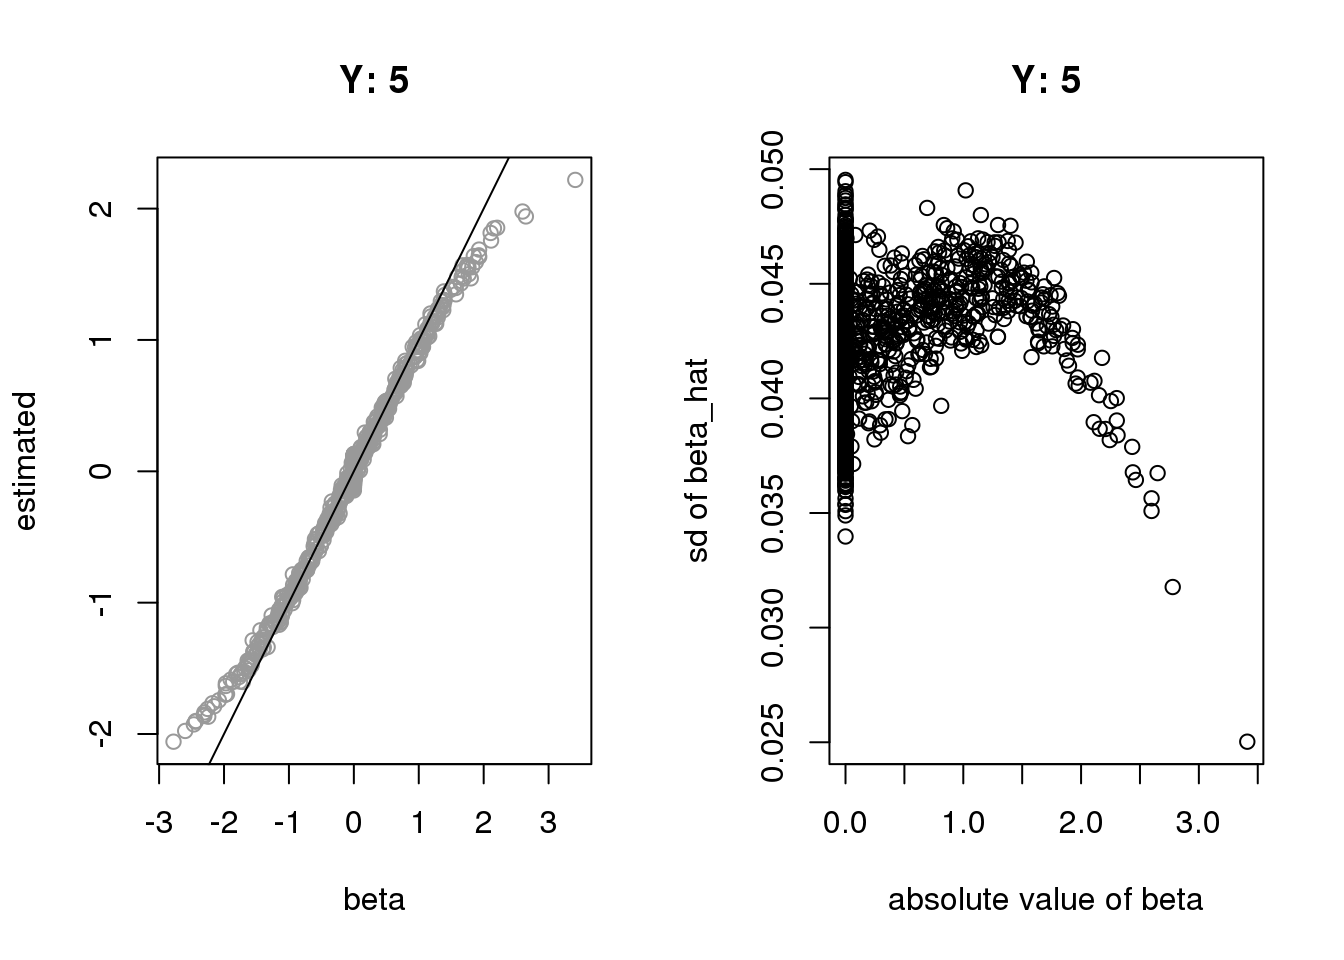 Y: 5
estimated
2
1
0
-1
-2
-3 -2 -1 0 1 2 3
beta
Y: 5
sd of beta_hat
0.050
0.045
0.040
0.035
0.030
0.025
0.0 1.0 2.0 3.0
absolute value of beta